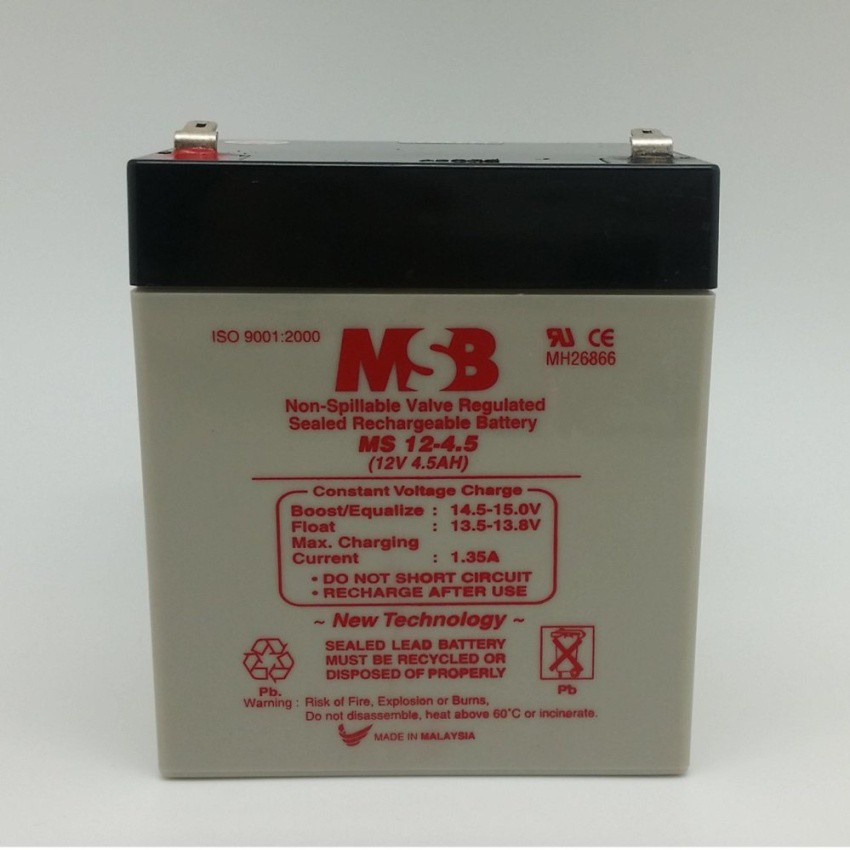 ISO 9001:2000
MSB
RU CE
MH26866
Non-Spillable Valve Regulated
Sealed Rechargeable Battery
MS 12-4.5
(12V 4.5AH)
Constant Voltage Charge
Boost/Equalize : 14.5-15.0V
Float : 13.5-13.8V
Max. Charging
Current : 1.35A
• DO NOT SHORT CIRCUIT
• RECHARGE AFTER USE
~ New Technology ~
SEALED LEAD BATTERY
MUST BE RECYCLED OR
DISPOSED OF PROPERLY
Pb.
Pb
Warning : Risk of Fire, Explosion or Burns,
Do not disassemble, heat above 60°C or incinerate.
MADE IN MALAYSIA